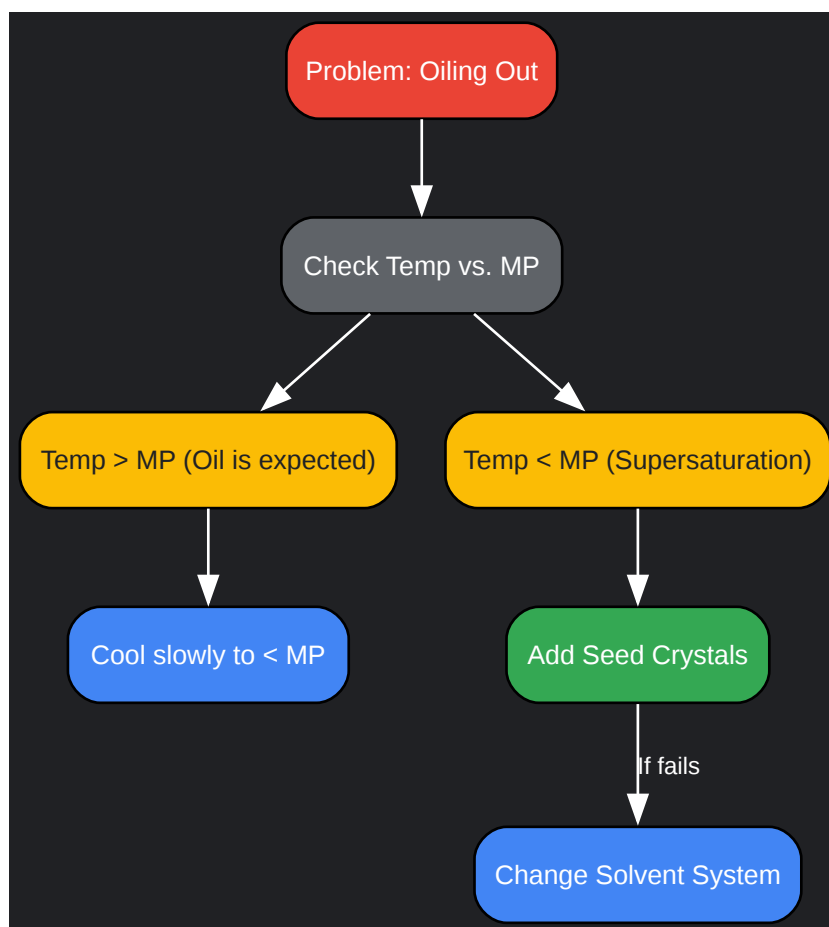 Problem: Oiling Out
Check Temp vs. MP
Temp > MP (Oil is expected)
Temp < MP (Supersaturation)
Cool slowly to < MP
Add Seed Crystals
If fails
Change Solvent System